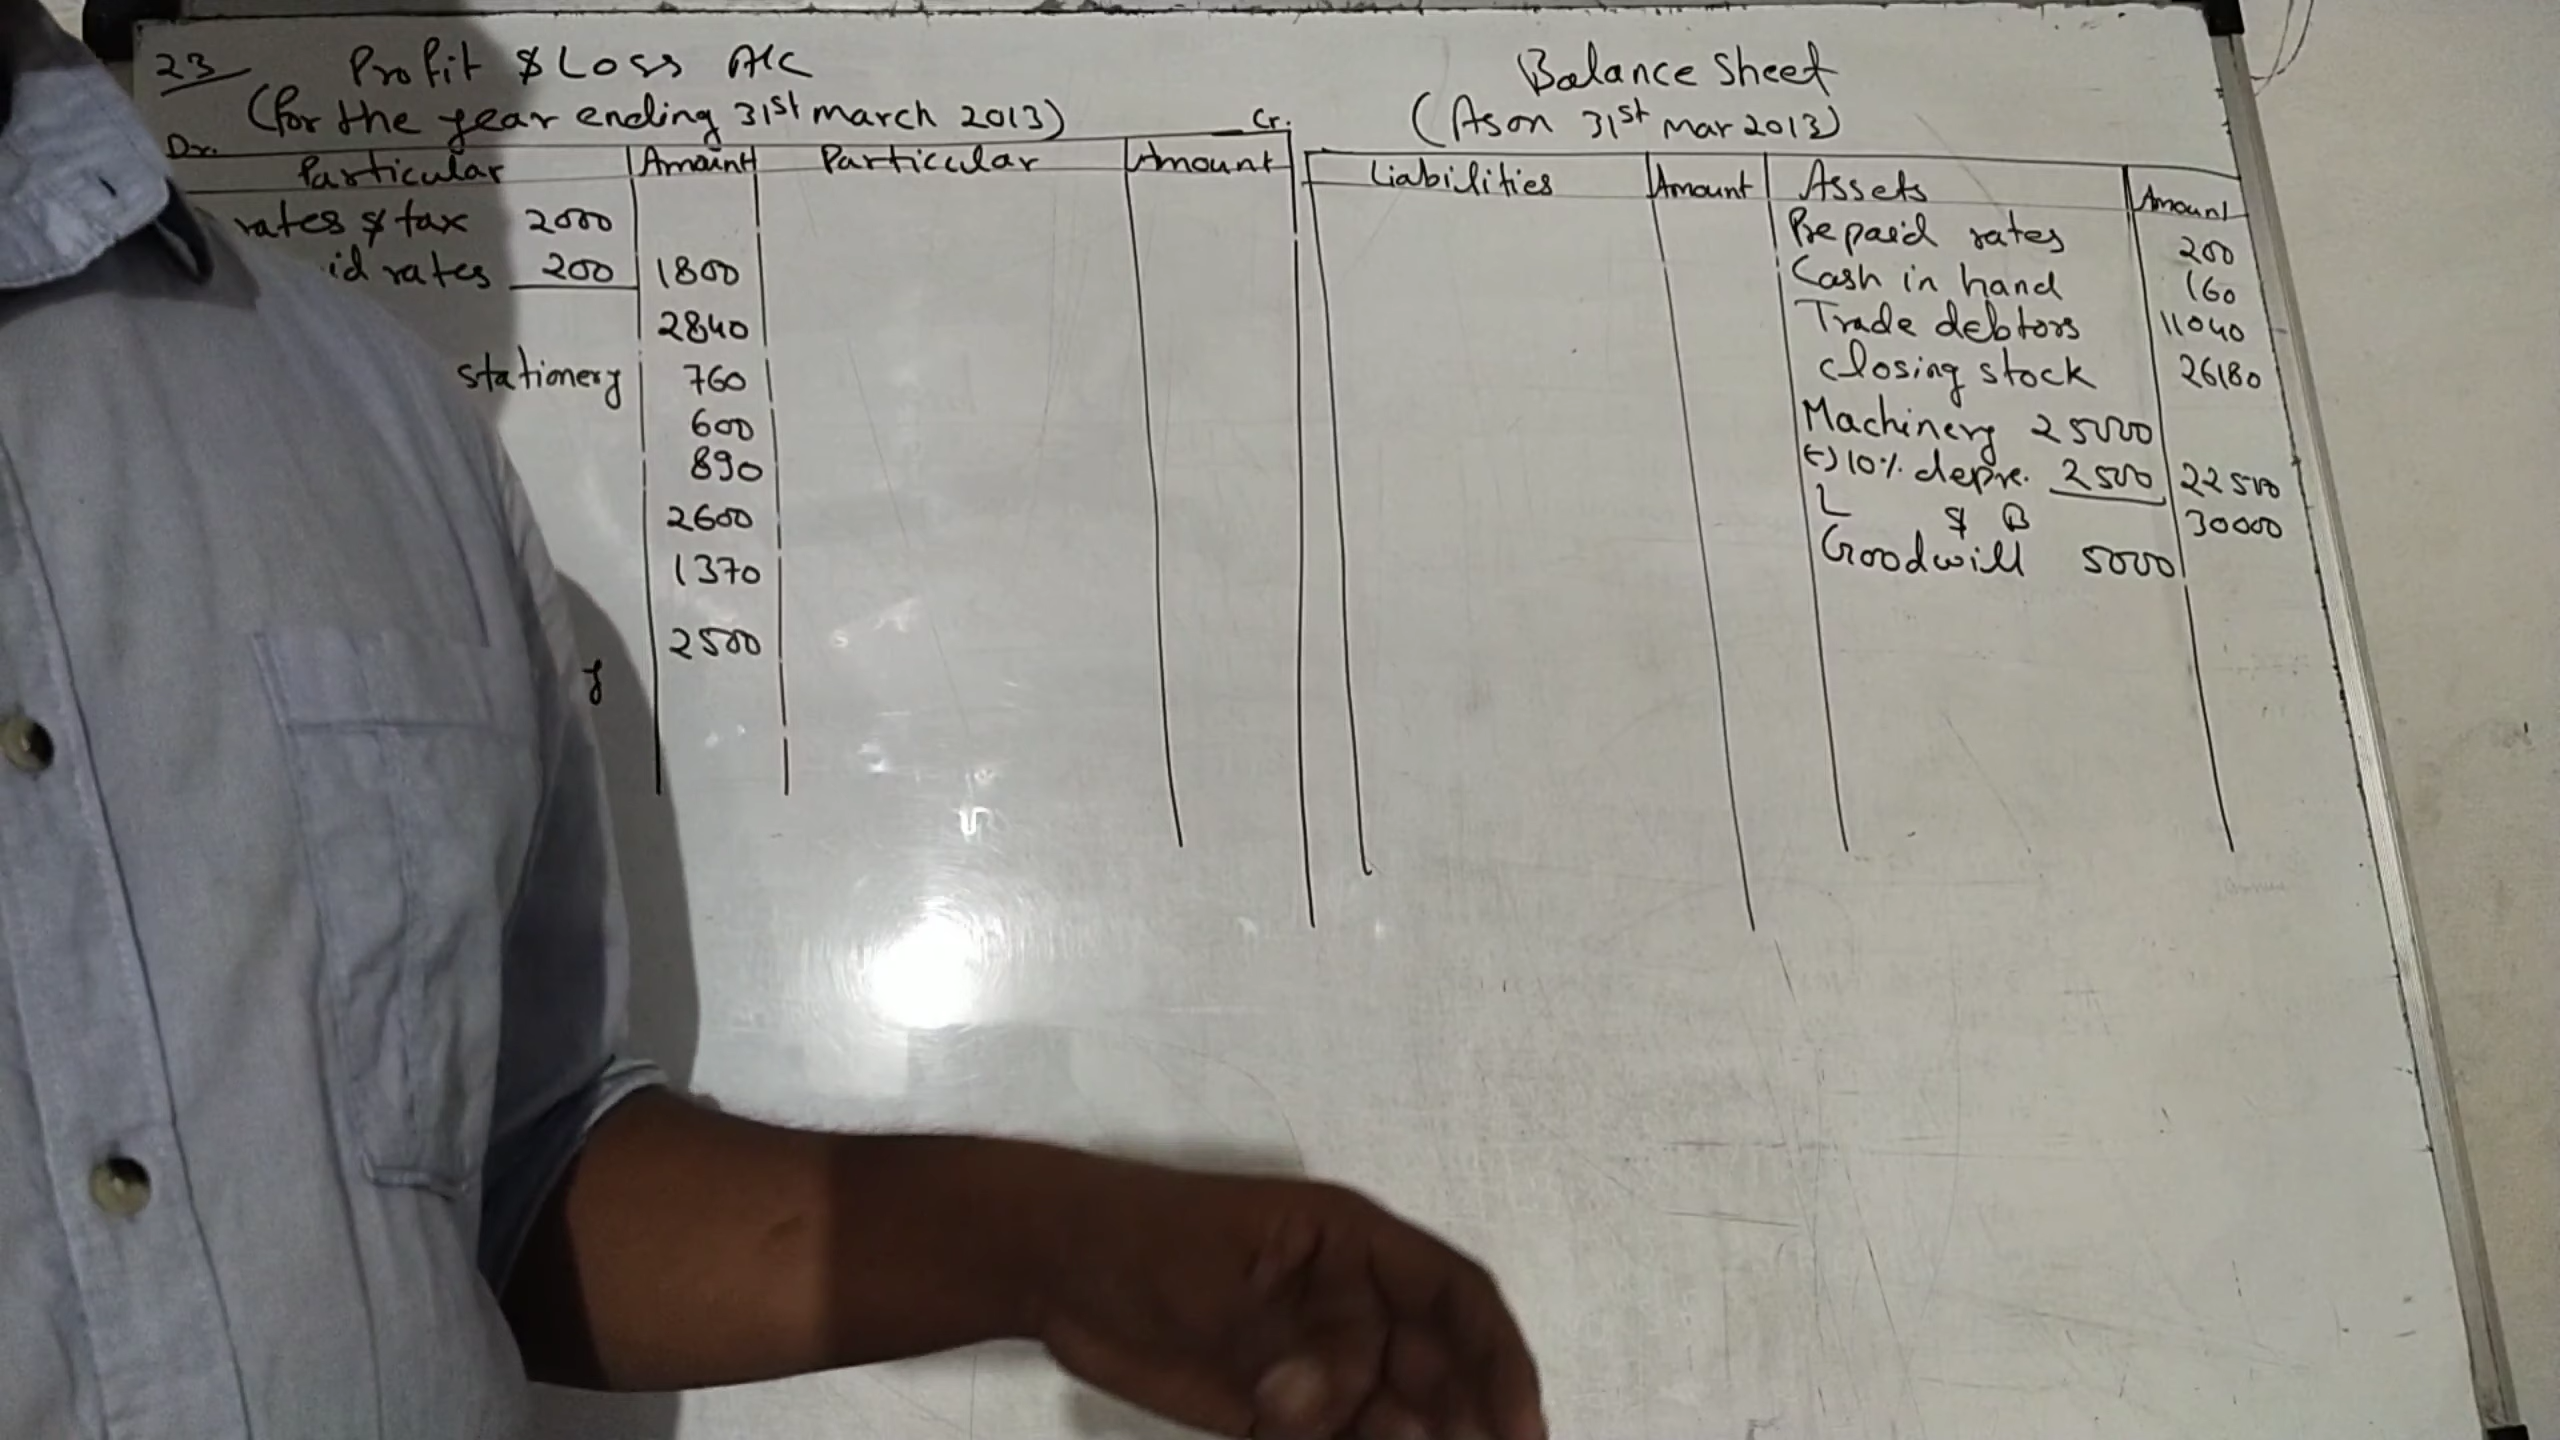 23 Profit & Loss A/c
(for the year ending 31st march 2013)
Dr. Cr.
Particular Amount Particular Amount
rates & tax 2000
id rates 200 1800
2840
stationery 760
600
890
2600
1370
2500
y
Balance Sheet
(As on 31st Mar 2013)
Liabilities Amount Assets Amount
Prepaid rates 200
Cash in hand 160
Trade debtors 11040
closing stock 26180
Machinery 25000
(-) 10% depre. 2500 22500
L & B 30000
Goodwill 5000